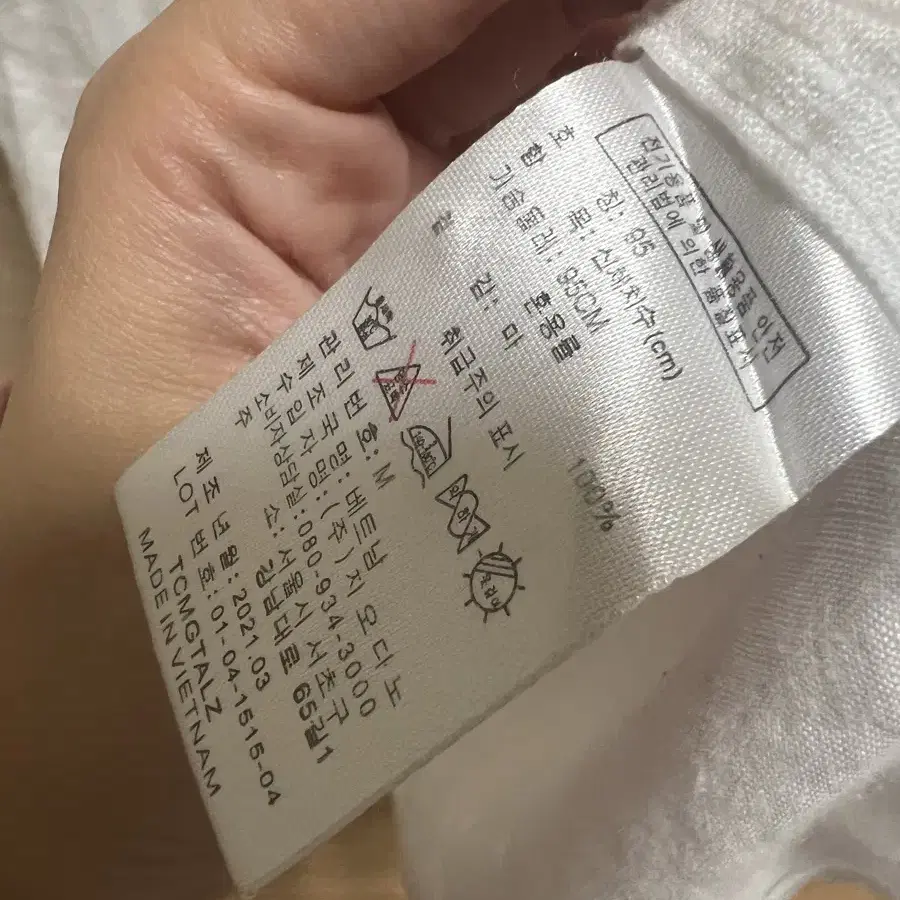 전기용품 및 생활용품 안전
관리법에 의한 품질표시
호 칭: 95
항 목: 신체치수(cm)
가슴둘레: 95CM
혼용률
겉: 마 100%
실
취급주의 표시
관리번호: M
제조국명: 베트남
수입자명: (주)지오다노
소비자상담실: 080-934-3000
주 소: 서울시 서초구
강남대로 65길1
제조년월: 2021.03
LOT 번호: 01-04-1515-04
TCMGTALZ
MADE IN VIETNAM